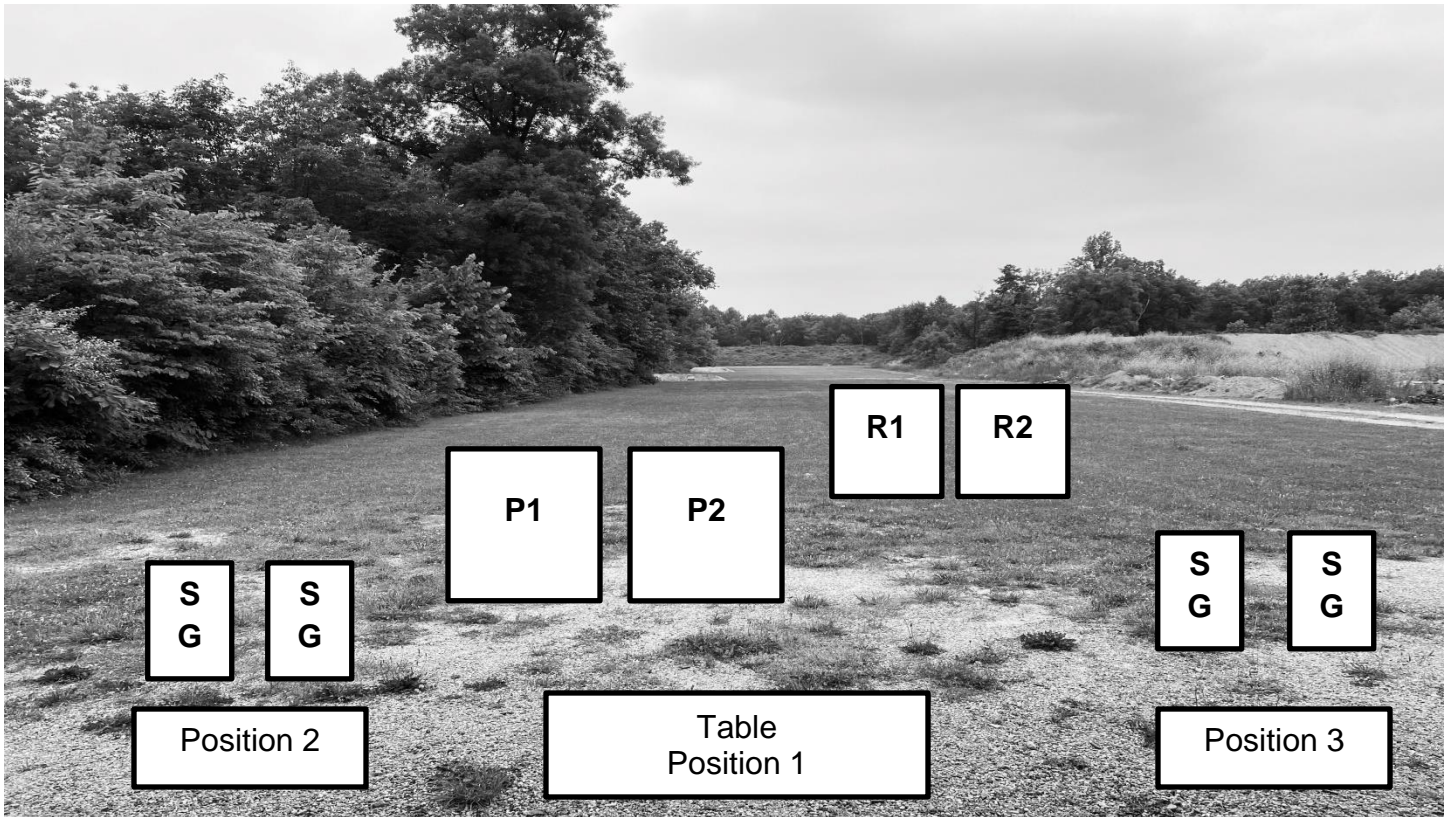 R1
R2
P1
P2
S
G
S
G
S
G
S
G
Position 2
Table
Position 1
Position 3